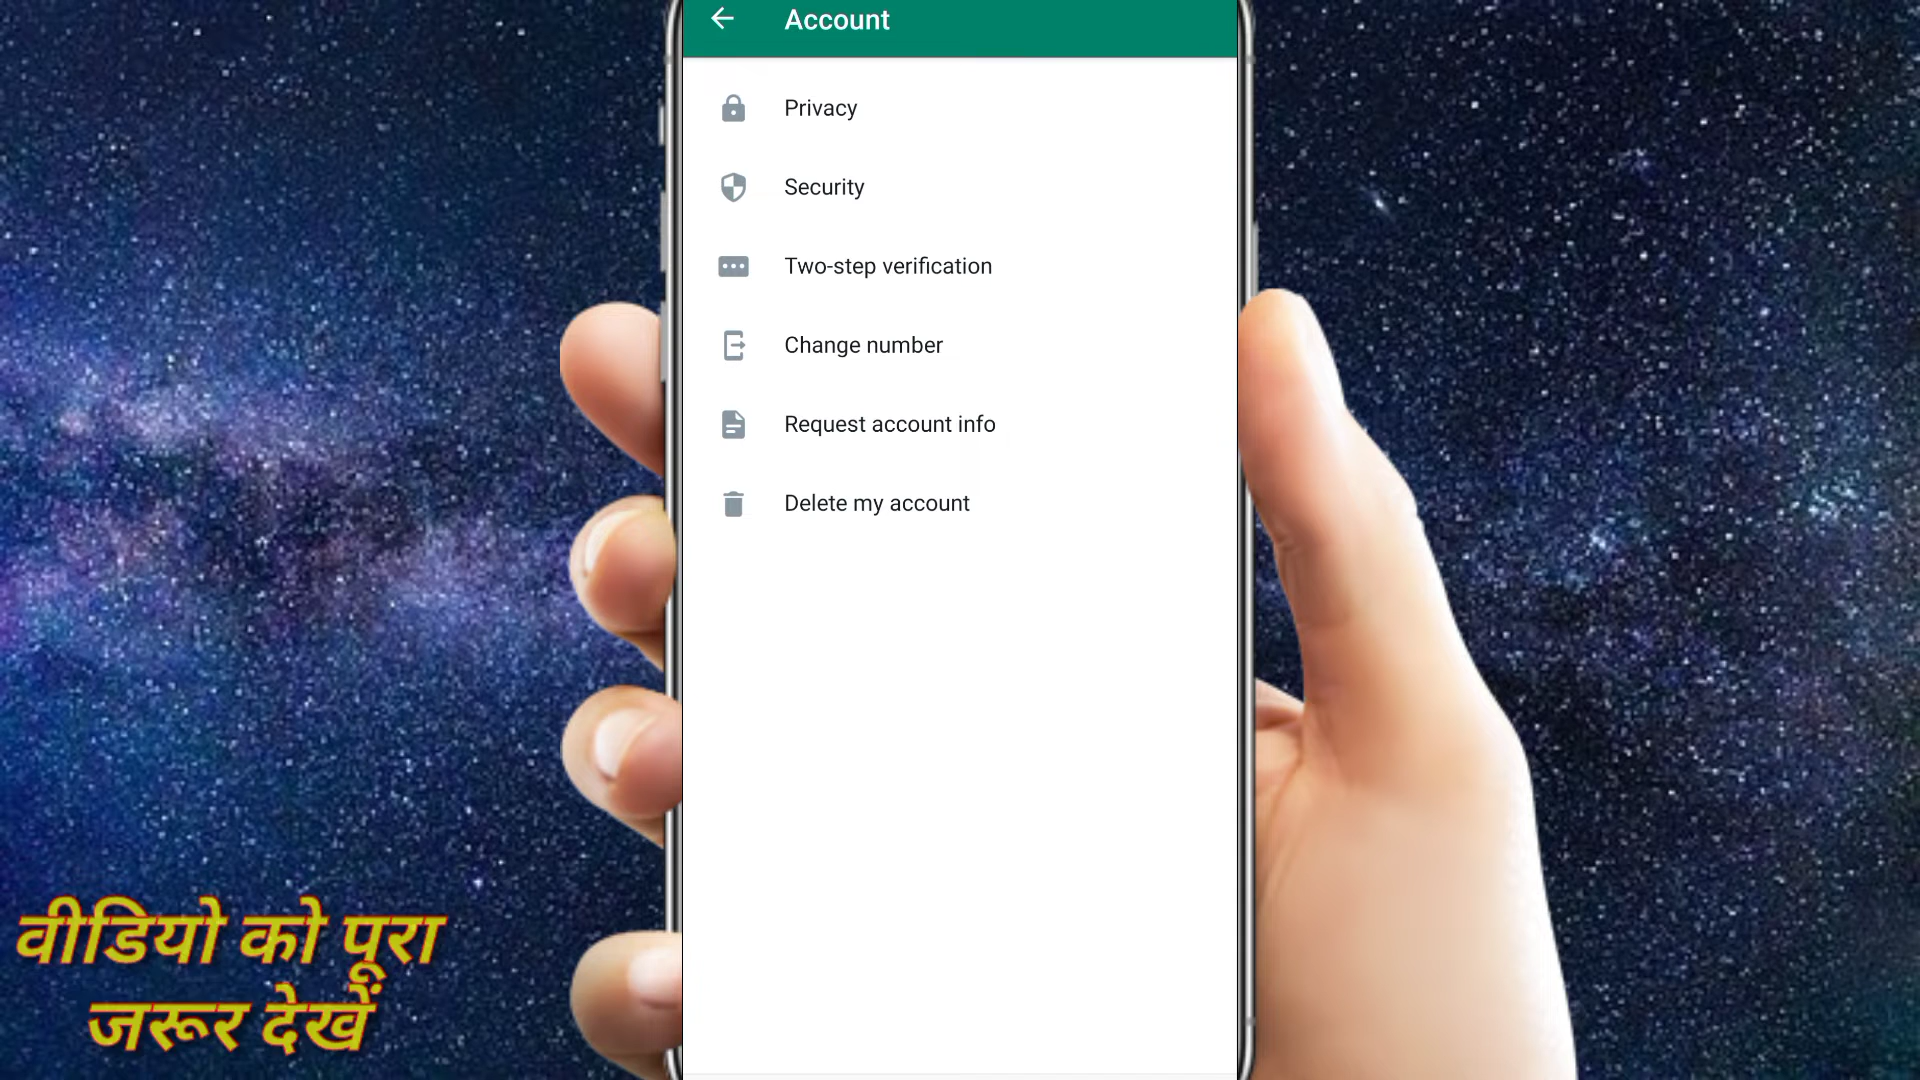 Account
Privacy
Security
Two-step verification
Change number
Request account info
Delete my account
वीडियो को पूरा
जरूर देखें